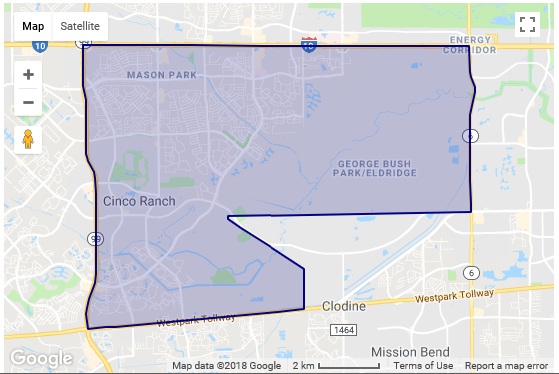 Map Satellite
10
99
10
ENERGY
CORRIDOR
MASON PARK
6
GEORGE BUSH
PARK/ELDRIDGE
Cinco Ranch
99
6
Clodine
Westpark Tollway
Westpark Tollway
1464
Mission Bend
Google
Map data ©2018 Google 2 km Terms of Use Report a map error